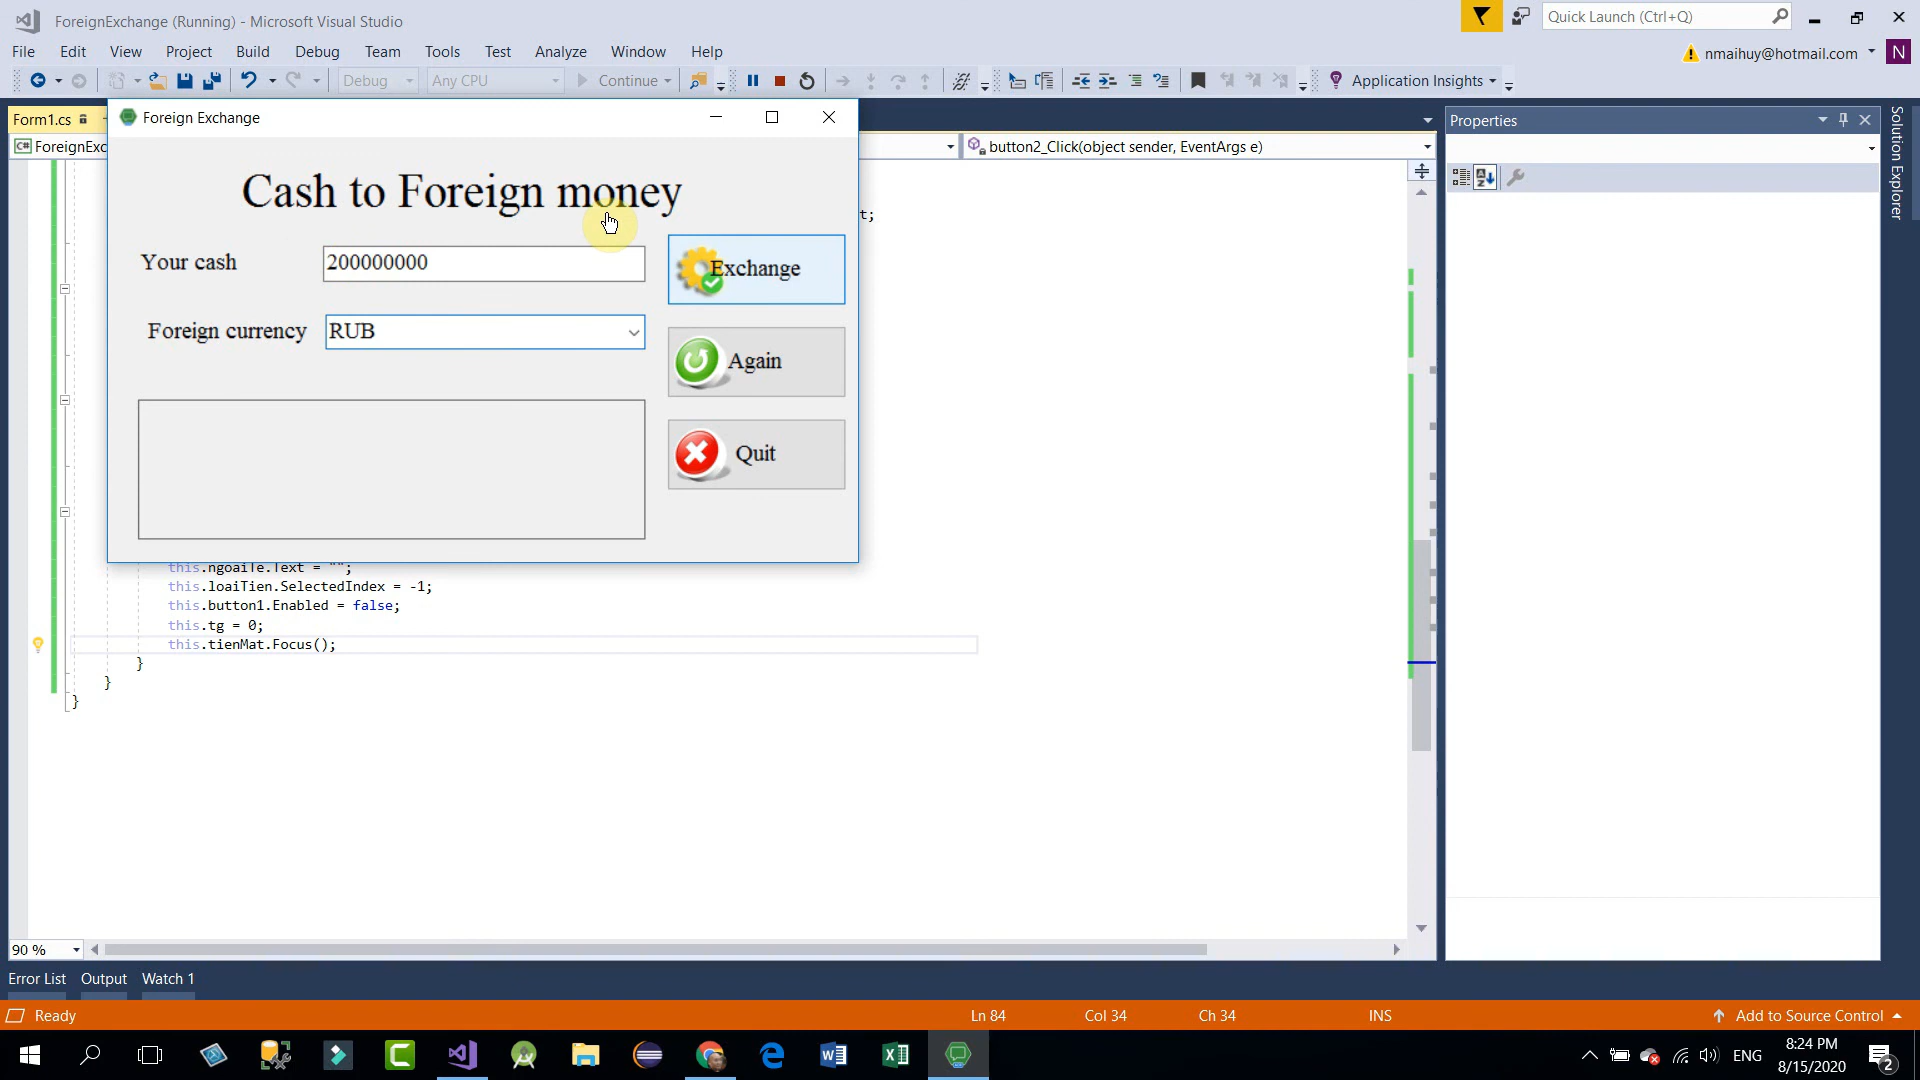 ForeignExchange (Running) - Microsoft Visual Studio
Quick Launch (Ctrl+Q)
File Edit View Project Build Debug Team Tools Test Analyze Window Help
nmaihuy@hotmail.com
N
Debug Any CPU Continue Application Insights
Form1.cs
ForeignExc
button2_Click(object sender, EventArgs e)
Properties
Solution Explorer
Foreign Exchange
Cash to Foreign money
t;
Your cash 200000000 Exchange
Foreign currency RUB
Again
Quit
this.ngoaiTe.Text = "";
this.loaiTien.SelectedIndex = -1;
this.button1.Enabled = false;
this.tg = 0;
this.tienMat.Focus();
}
}
}
90 %
Error List Output Watch 1
Ready Ln 84 Col 34 Ch 34 INS Add to Source Control
ENG
8:24 PM
8/15/2020
2